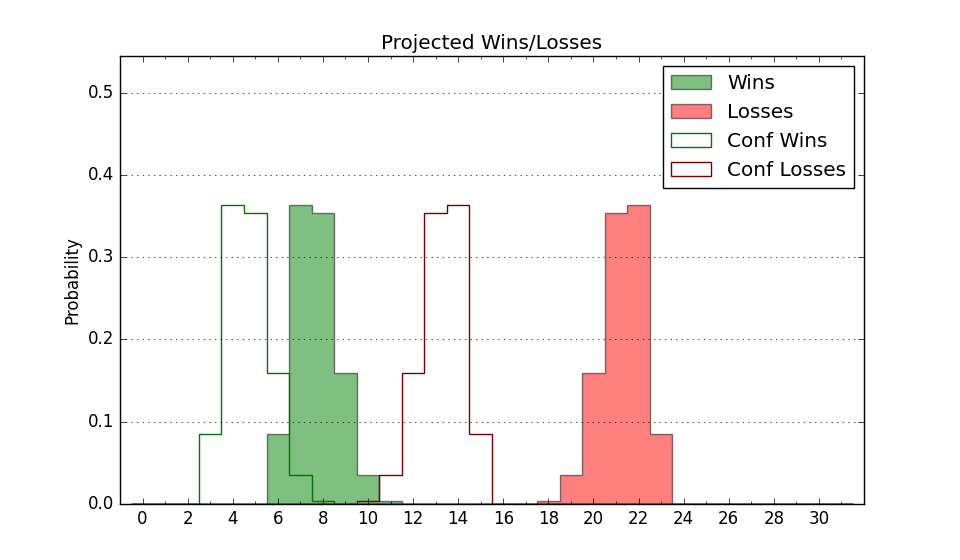 Projected Wins/Losses
Wins
Losses
Conf Wins
Conf Losses
Probability
0.5
0.4
0.3
0.2
0.1
0.0
0 2 4 6 8 10 12 14 16 18 20 22 24 26 28 30